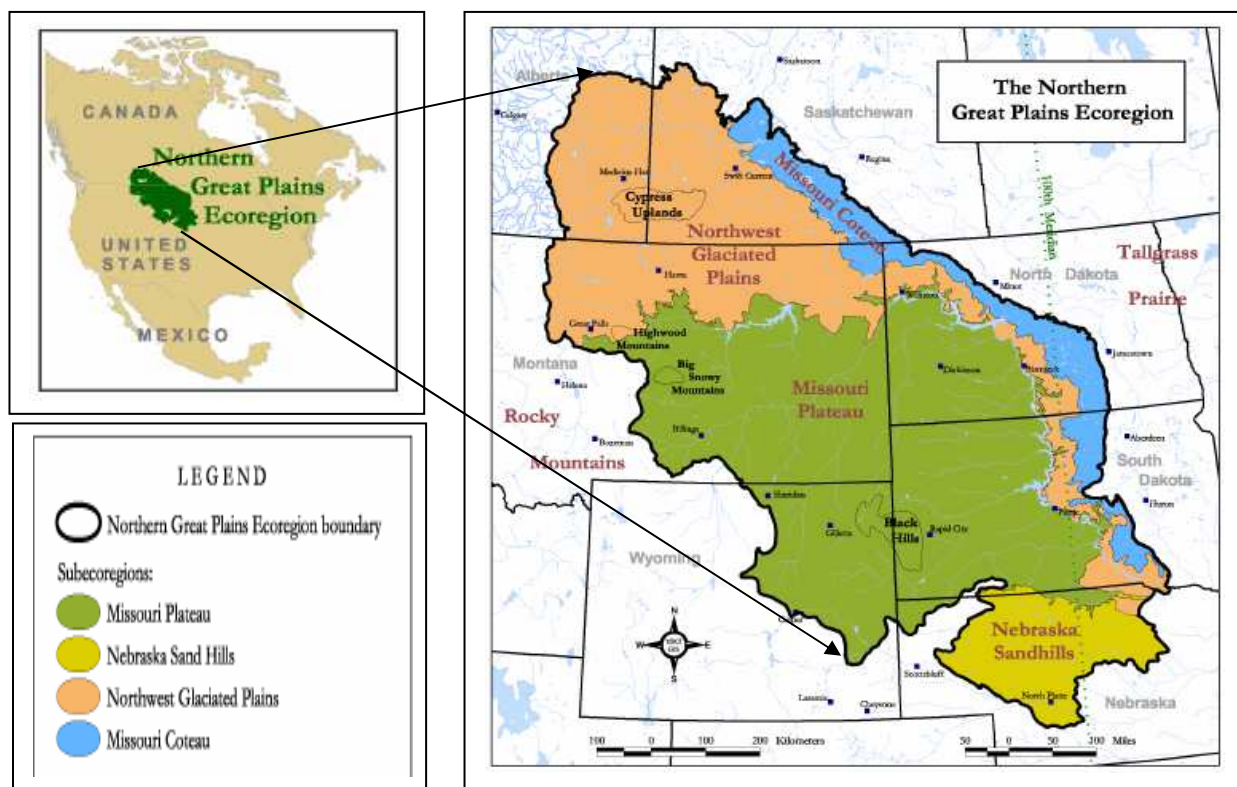 CANADA
Northern
Great Plains
Ecoregion
UNITED
STATES
MEXICO
LEGEND
Northern Great Plains Ecoregion boundary
Subecoregions:
Missouri Plateau
Nebraska Sand Hills
Northwest Glaciated Plains
Missouri Coteau
The Northern
Great Plains Ecoregion
Alberta
Saskatoon
Saskatchewan
Calgary
Regina
Medicine Hat
Swift Current
Cypress
Uplands
Missouri Coteau
100th Meridian
Northwest
Glaciated
Plains
Tallgrass
Prairie
North Dakota
Havre
Minot
Williston
Great Falls
Highwood
Mountains
Jamestown
Montana
Big
Snowy
Mountains
Dickinson
Bismarck
Helena
Missouri
Plateau
Rocky
Mountains
Billings
Bozeman
Aberdeen
South
Dakota
Sheridan
Huron
Black
Hills
Gillette
Rapid City
Pierre
Wyoming
N
W
E
S
Casper
Nebraska
Sandhills
Scottsbluff
Laramie
Cheyenne
North Platte
Nebraska
100 0 100 200 Kilometers
50 0 50 100 Miles